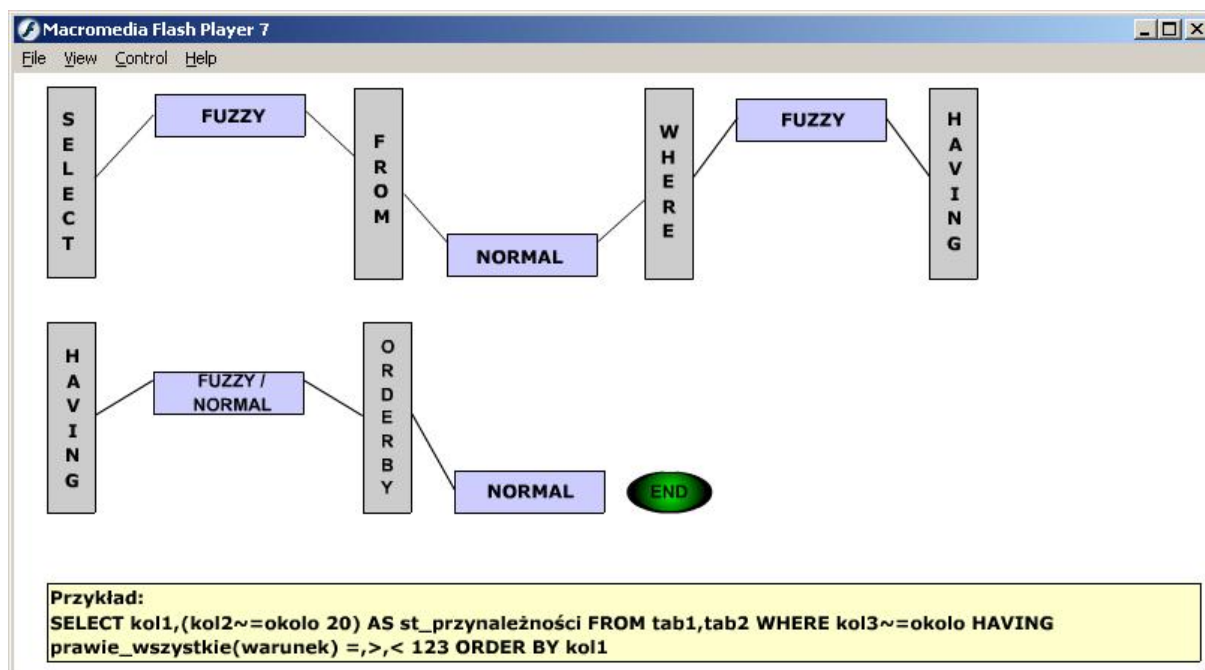 Macromedia Flash Player 7
File View Control Help
SELECT
FUZZY
FROM
NORMAL
WHERE
FUZZY
HAVING
HAVING
FUZZY /
NORMAL
ORDERBY
NORMAL
END
Przykład:
SELECT kol1,(kol2~=okolo 20) AS st_przynależności FROM tab1,tab2 WHERE kol3~=okolo HAVING
prawie_wszystkie(warunek) =,>,< 123 ORDER BY kol1